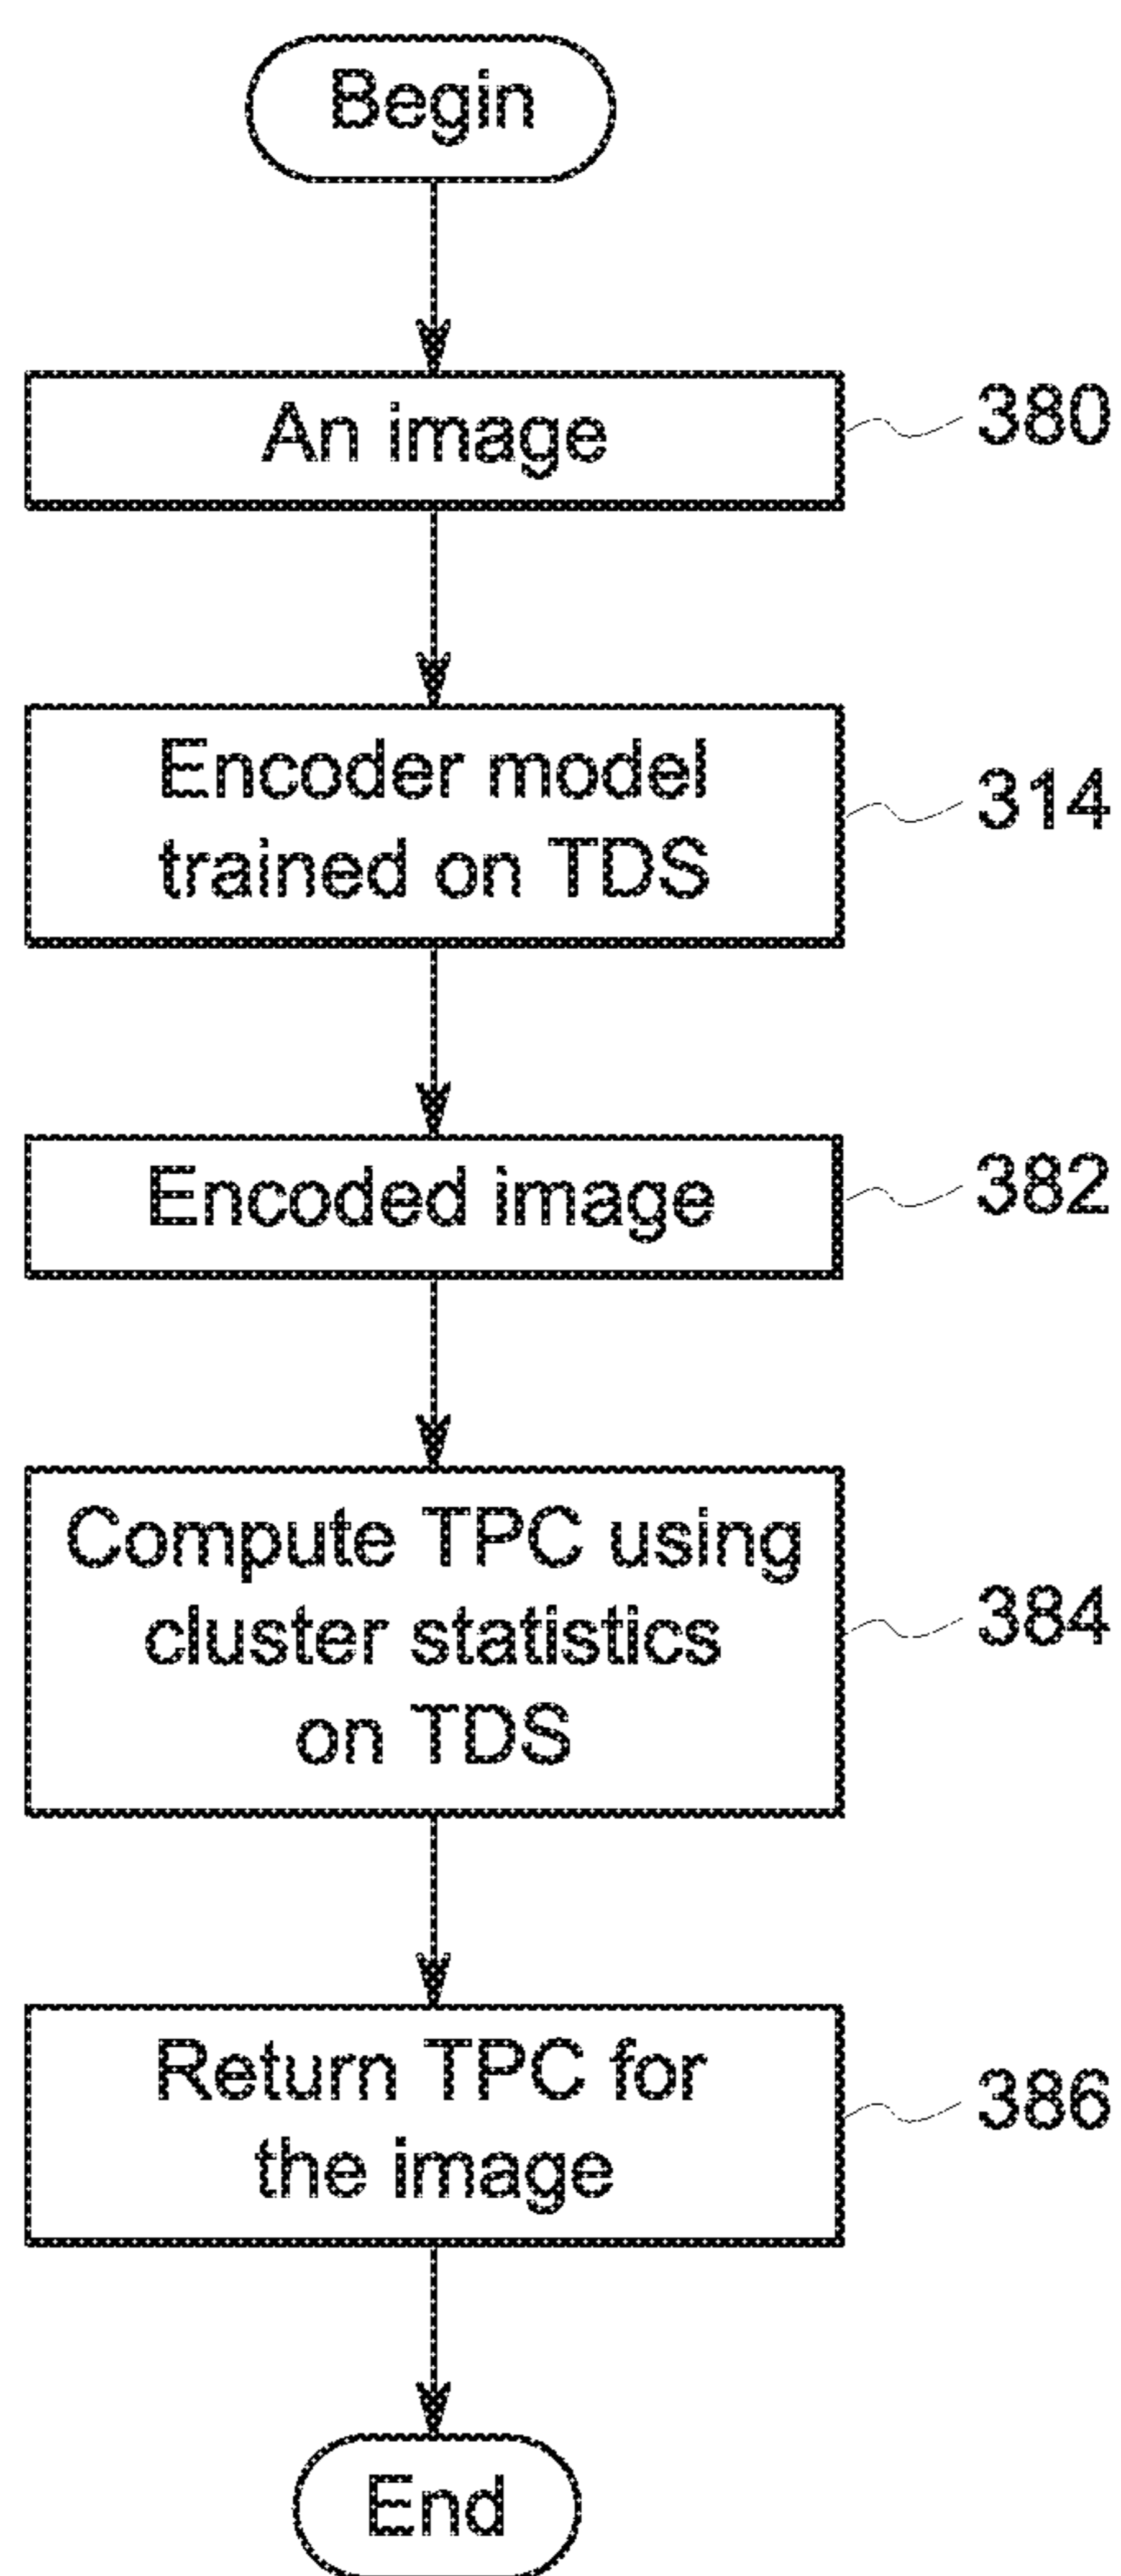 Begin
An image
380
Encoder model
trained on TDS
314
Encoded image
382
Compute TPC using
cluster statistics
on TDS
384
Return TPC for
the image
386
End